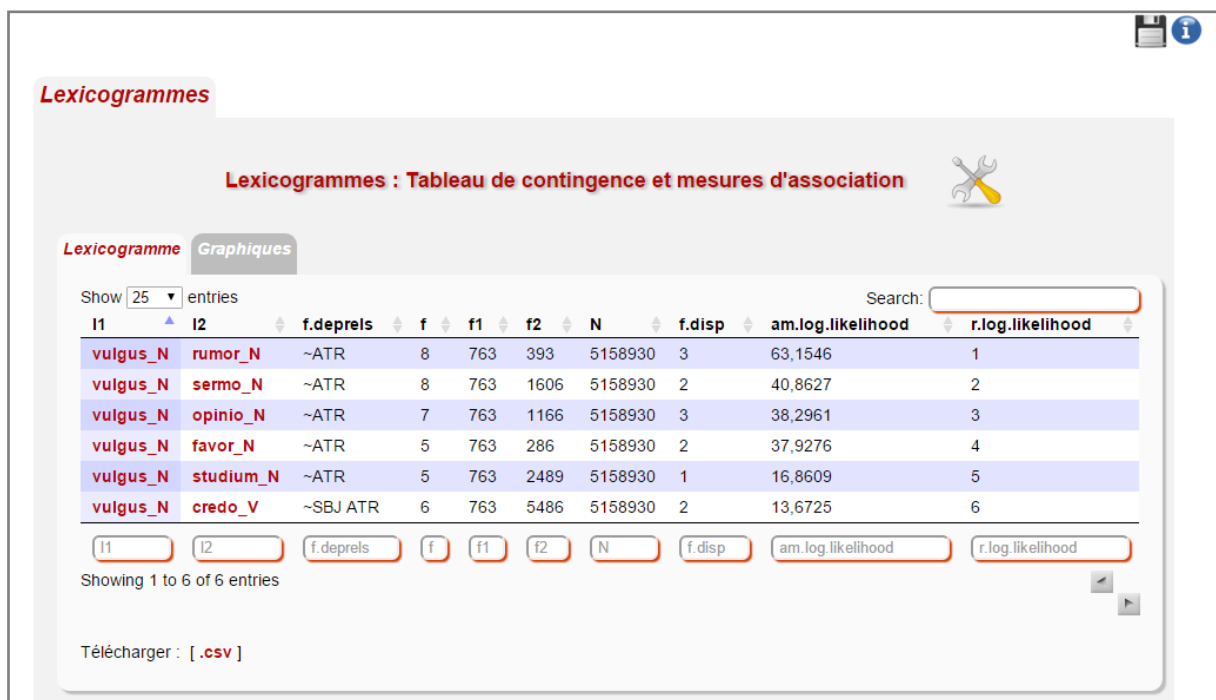 Lexicogrammes
Lexicogrammes : Tableau de contingence et mesures d'association
Lexicogramme Graphiques
Show 25 entries Search:
l1 l2 f.deprels f f1 f2 N f.disp am.log.likelihood r.log.likelihood
vulgus_N rumor_N ~ATR 8 763 393 5158930 3 63,1546 1
vulgus_N sermo_N ~ATR 8 763 1606 5158930 2 40,8627 2
vulgus_N opinio_N ~ATR 7 763 1166 5158930 3 38,2961 3
vulgus_N favor_N ~ATR 5 763 286 5158930 2 37,9276 4
vulgus_N studium_N ~ATR 5 763 2489 5158930 1 16,8609 5
vulgus_N credo_V ~SBJ ATR 6 763 5486 5158930 2 13,6725 6
l1 l2 f.deprels f f1 f2 N f.disp am.log.likelihood r.log.likelihood
Showing 1 to 6 of 6 entries
Télécharger : [ .csv ]